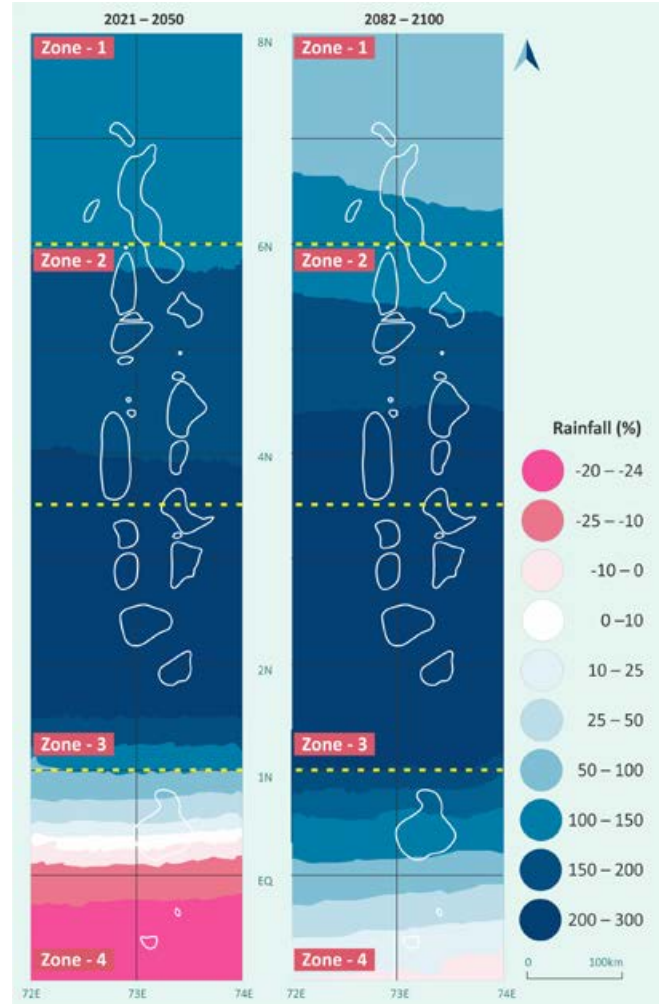 2021 – 2050
2082 – 2100
Zone - 1
8N
Zone - 1
6N
Zone - 2
Zone - 2
Rainfall (%)
4N
-20 – -24
-25 – -10
-10 – 0
0 –10
10 – 25
2N
25 – 50
Zone - 3
Zone - 3
50 – 100
1N
100 – 150
150 – 200
EQ
200 – 300
Zone - 4
Zone - 4
0 100km
72E 73E 74E 72E 73E 74E